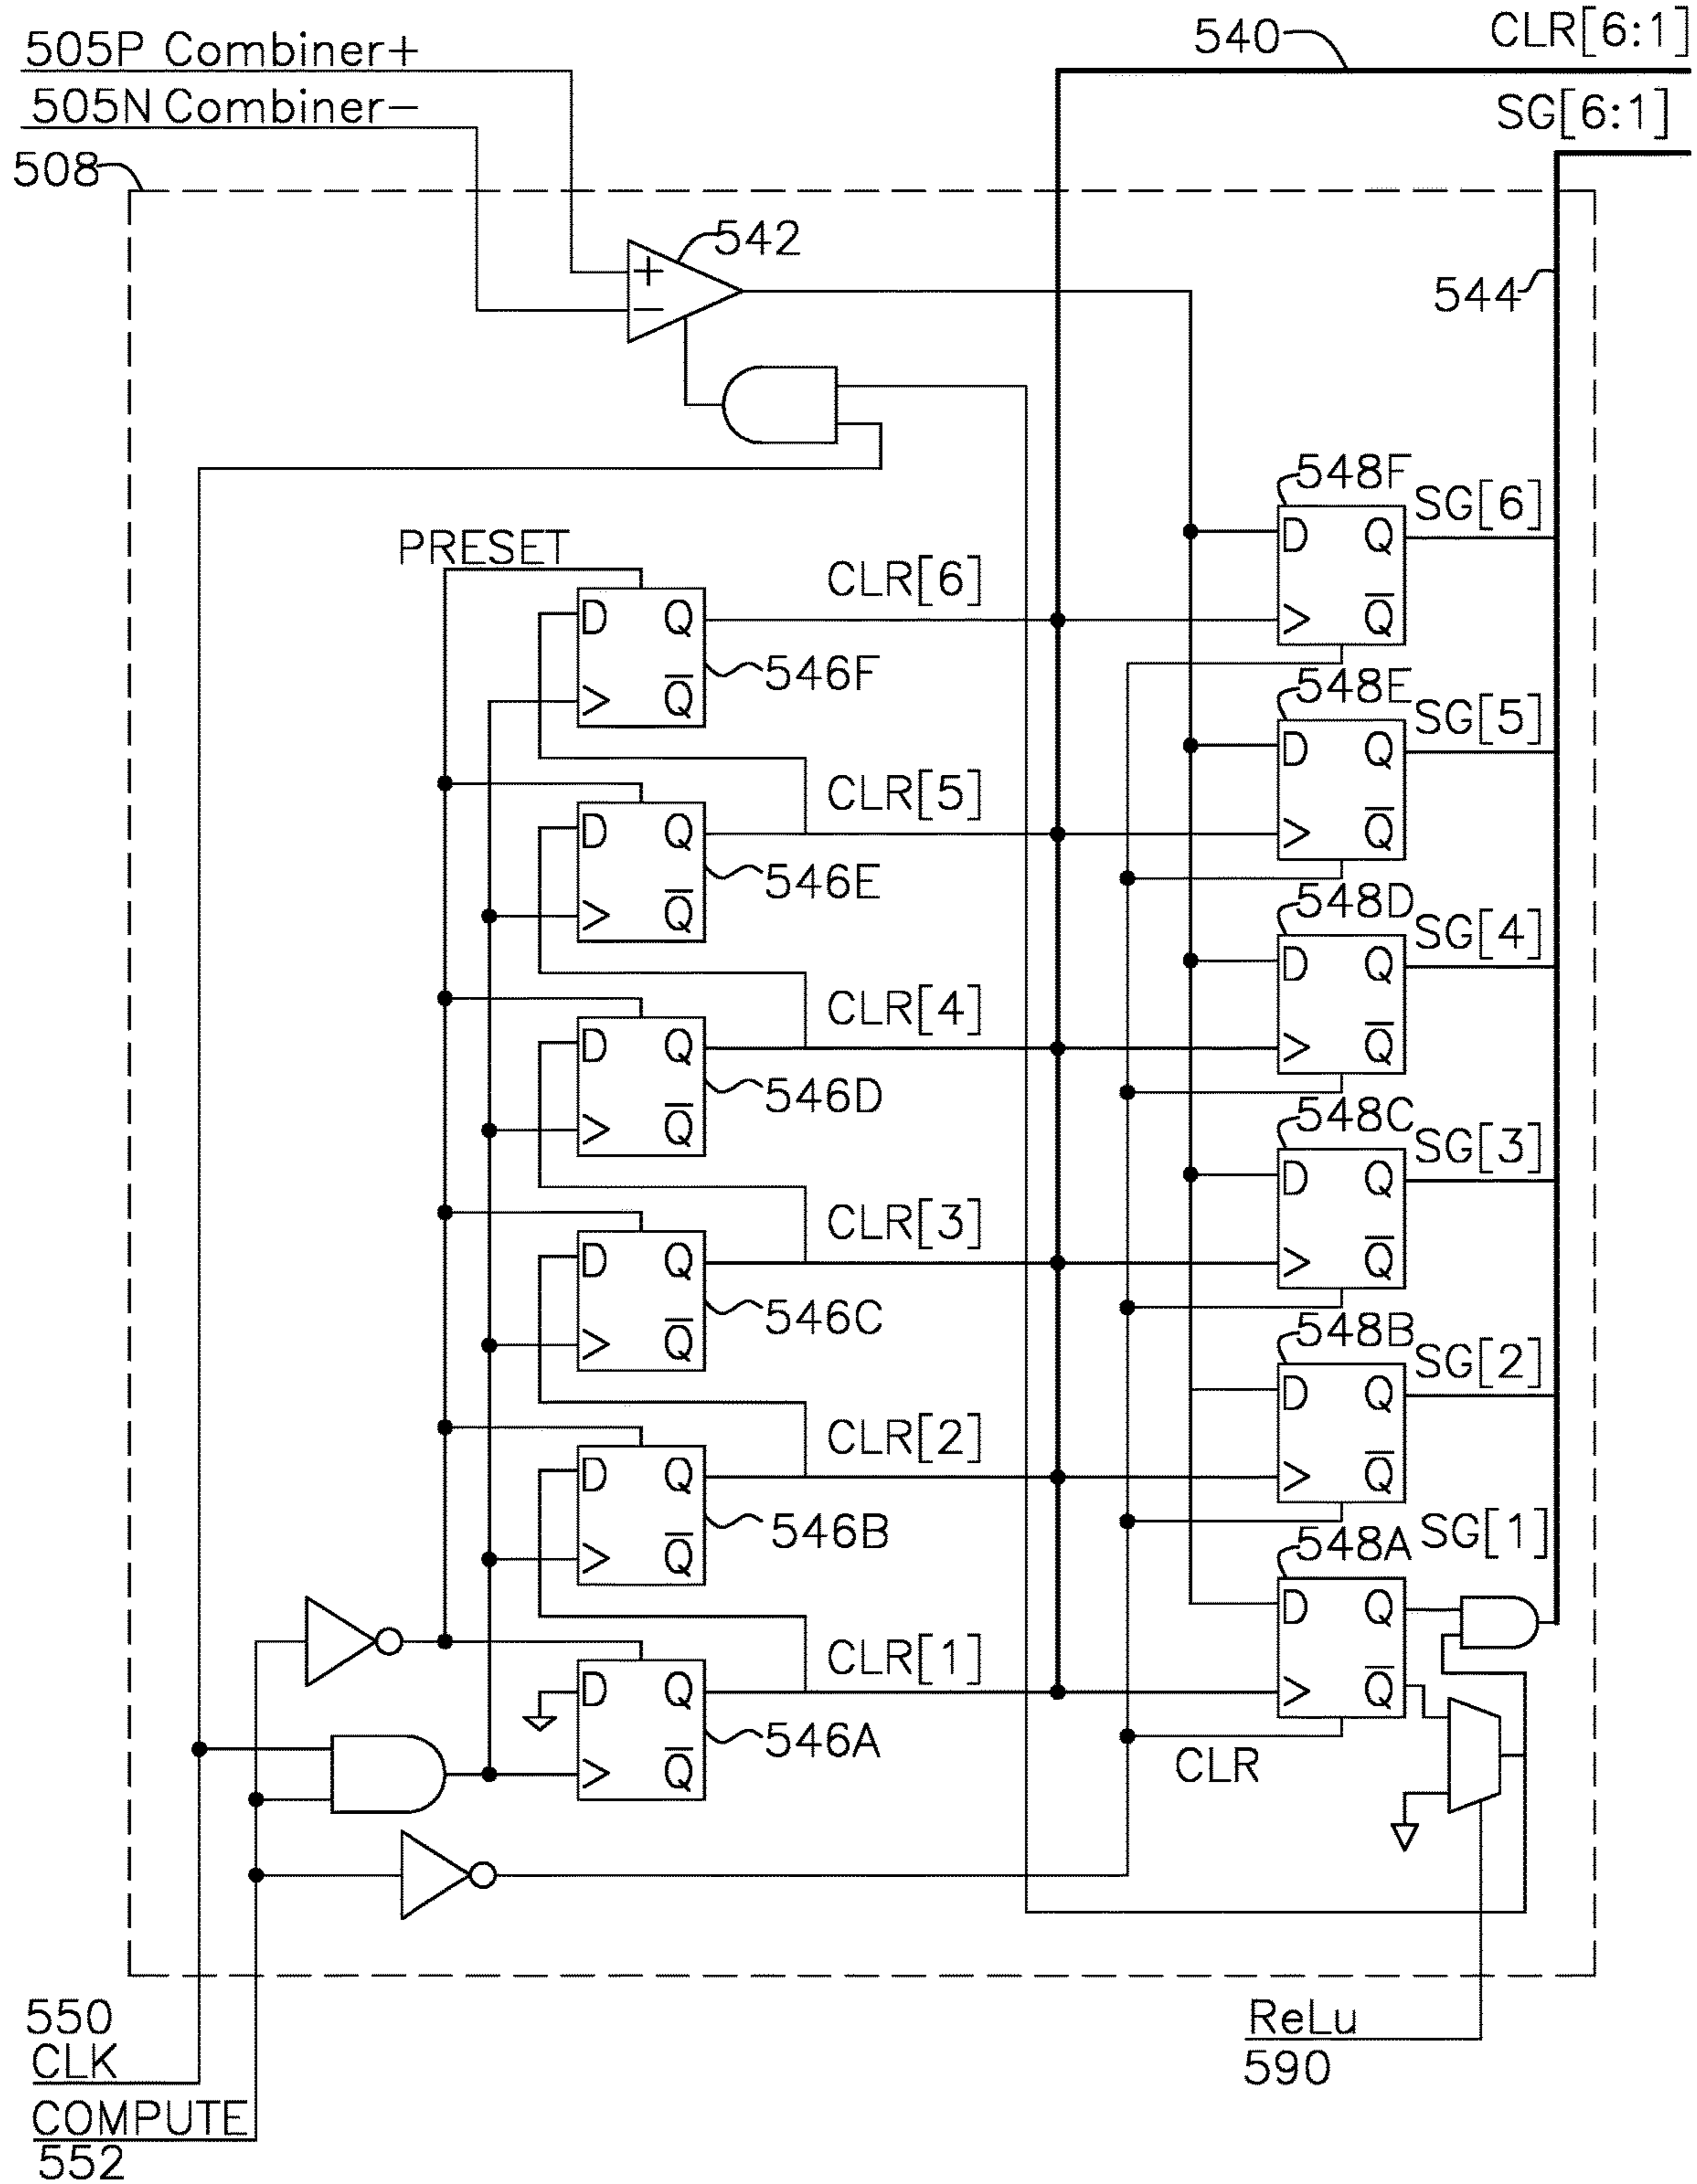 505P Combiner+
540
CLR[6:1]
505N Combiner-
SG[6:1]
508
542
+
-
544
548F
SG[6]
D Q
Q̅
PRESET
CLR[6]
D Q
546F
Q̅
548E
SG[5]
D Q
Q̅
CLR[5]
D Q
546E
Q̅
548D
SG[4]
D Q
Q̅
CLR[4]
D Q
546D
Q̅
548C
SG[3]
D Q
Q̅
CLR[3]
D Q
546C
Q̅
548B
SG[2]
D Q
Q̅
CLR[2]
D Q
546B
Q̅
548A
SG[1]
D Q
Q̅
CLR[1]
D Q
546A
Q̅
CLR
550
CLK
COMPUTE
552
ReLu
590